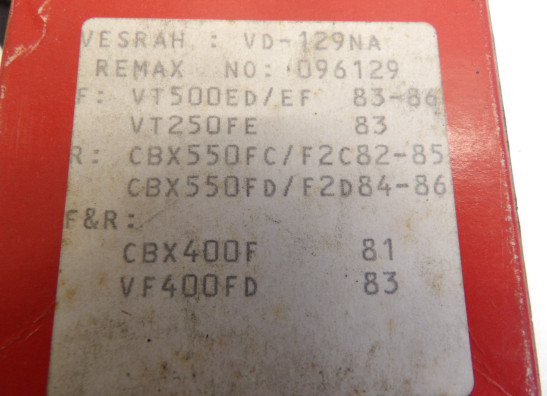 VESRAH : VD-129NA
REMAX NO: 096129
F: VT500ED/EF 83-86
VT250FE 83
R: CBX550FC/F2C82-85
CBX550FD/F2D84-86
F&R:
CBX400F 81
VF400FD 83